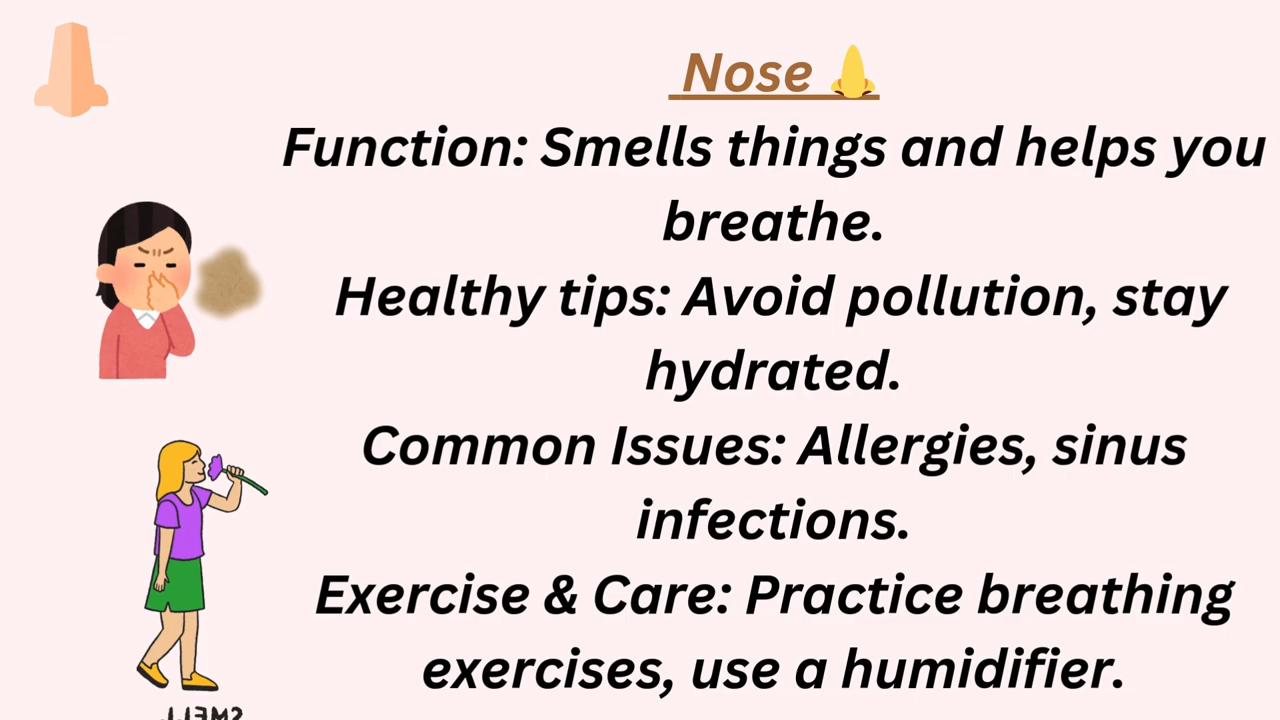 Nose
Function: Smells things and helps you
breathe.
Healthy tips: Avoid pollution, stay
hydrated.
Common Issues: Allergies, sinus
infections.
Exercise & Care: Practice breathing
exercises, use a humidifier.
SMELL